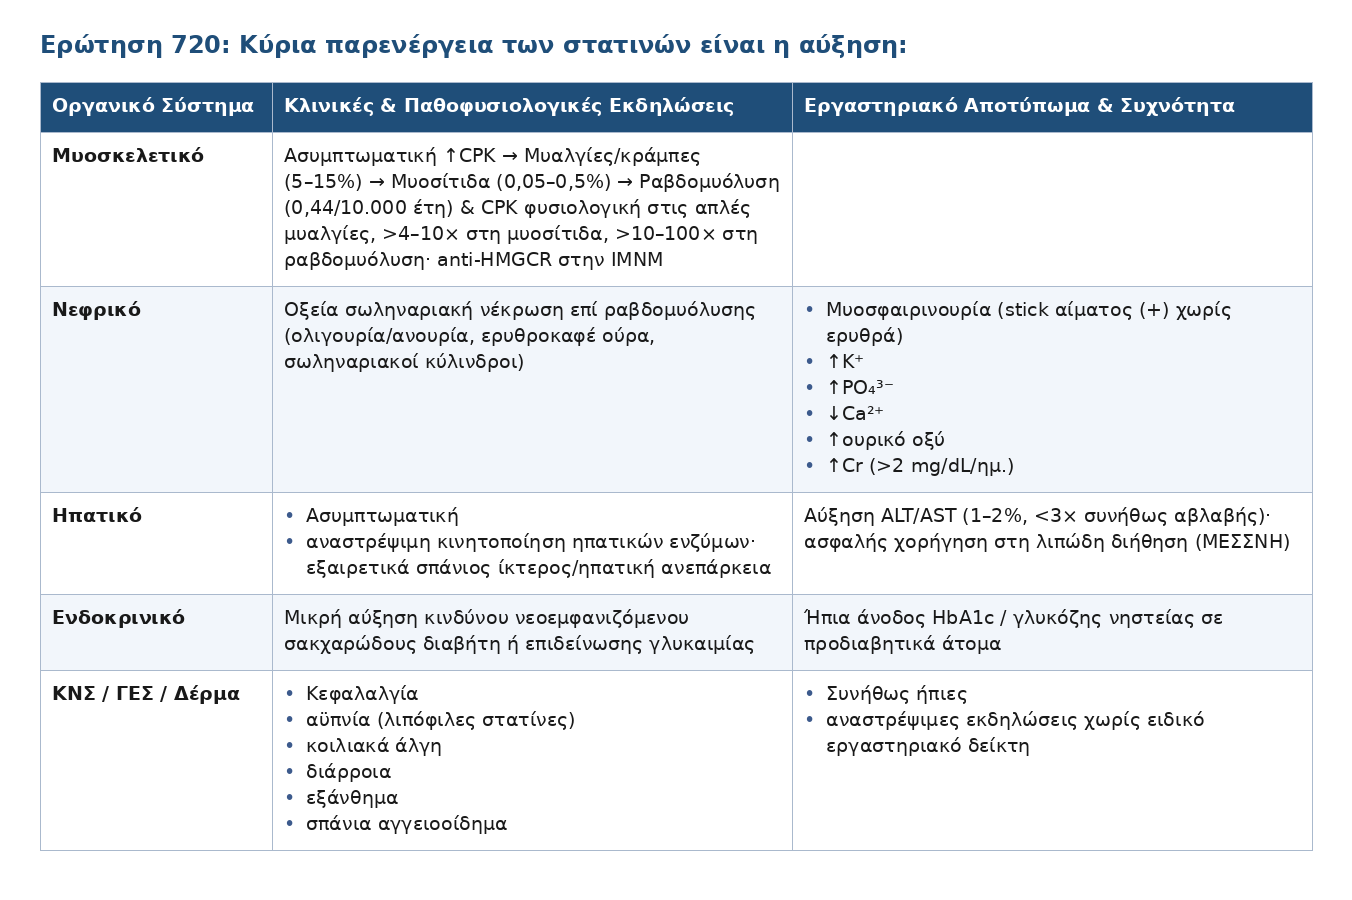 Ερώτηση 720: Κύρια παρενέργεια των στατινών είναι η αύξηση:
Οργανικό Σύστημα
Κλινικές & Παθοφυσιολογικές Εκδηλώσεις
Εργαστηριακό Αποτύπωμα & Συχνότητα
Μυοσκελετικό
Ασυμπτωματική ↑CPK → Μυαλγίες/κράμπες
(5–15%) → Μυοσίτιδα (0,05–0,5%) → Ραβδομυόλυση
(0,44/10.000 έτη) & CPK φυσιολογική στις απλές
μυαλγίες, >4–10× στη μυοσίτιδα, >10–100× στη
ραβδομυόλυση· anti-HMGCR στην IMNM
Νεφρικό
Οξεία σωληναριακή νέκρωση επί ραβδομυόλυσης
(ολιγουρία/ανουρία, ερυθροκαφέ ούρα,
σωληναριακοί κύλινδροι)
• Μυοσφαιρινουρία (stick αίματος (+) χωρίς
ερυθρά)
• ↑K⁺
• ↑PO₄³⁻
• ↓Ca²⁺
• ↑ουρικό οξύ
• ↑Cr (>2 mg/dL/ημ.)
Ηπατικό
• Ασυμπτωματική
• αναστρέψιμη κινητοποίηση ηπατικών ενζύμων·
εξαιρετικά σπάνιος ίκτερος/ηπατική ανεπάρκεια
Αύξηση ALT/AST (1–2%, <3× συνήθως αβλαβής)·
ασφαλής χορήγηση στη λιπώδη διήθηση (ΜΕΣΣΝΗ)
Ενδοκρινικό
Μικρή αύξηση κινδύνου νεοεμφανιζόμενου
σακχαρώδους διαβήτη ή επιδείνωσης γλυκαιμίας
Ήπια άνοδος HbA1c / γλυκόζης νηστείας σε
προδιαβητικά άτομα
ΚΝΣ / ΓΕΣ / Δέρμα
• Κεφαλαλγία
• αϋπνία (λιπόφιλες στατίνες)
• κοιλιακά άλγη
• διάρροια
• εξάνθημα
• σπάνια αγγειοοίδημα
• Συνήθως ήπιες
• αναστρέψιμες εκδηλώσεις χωρίς ειδικό
εργαστηριακό δείκτη